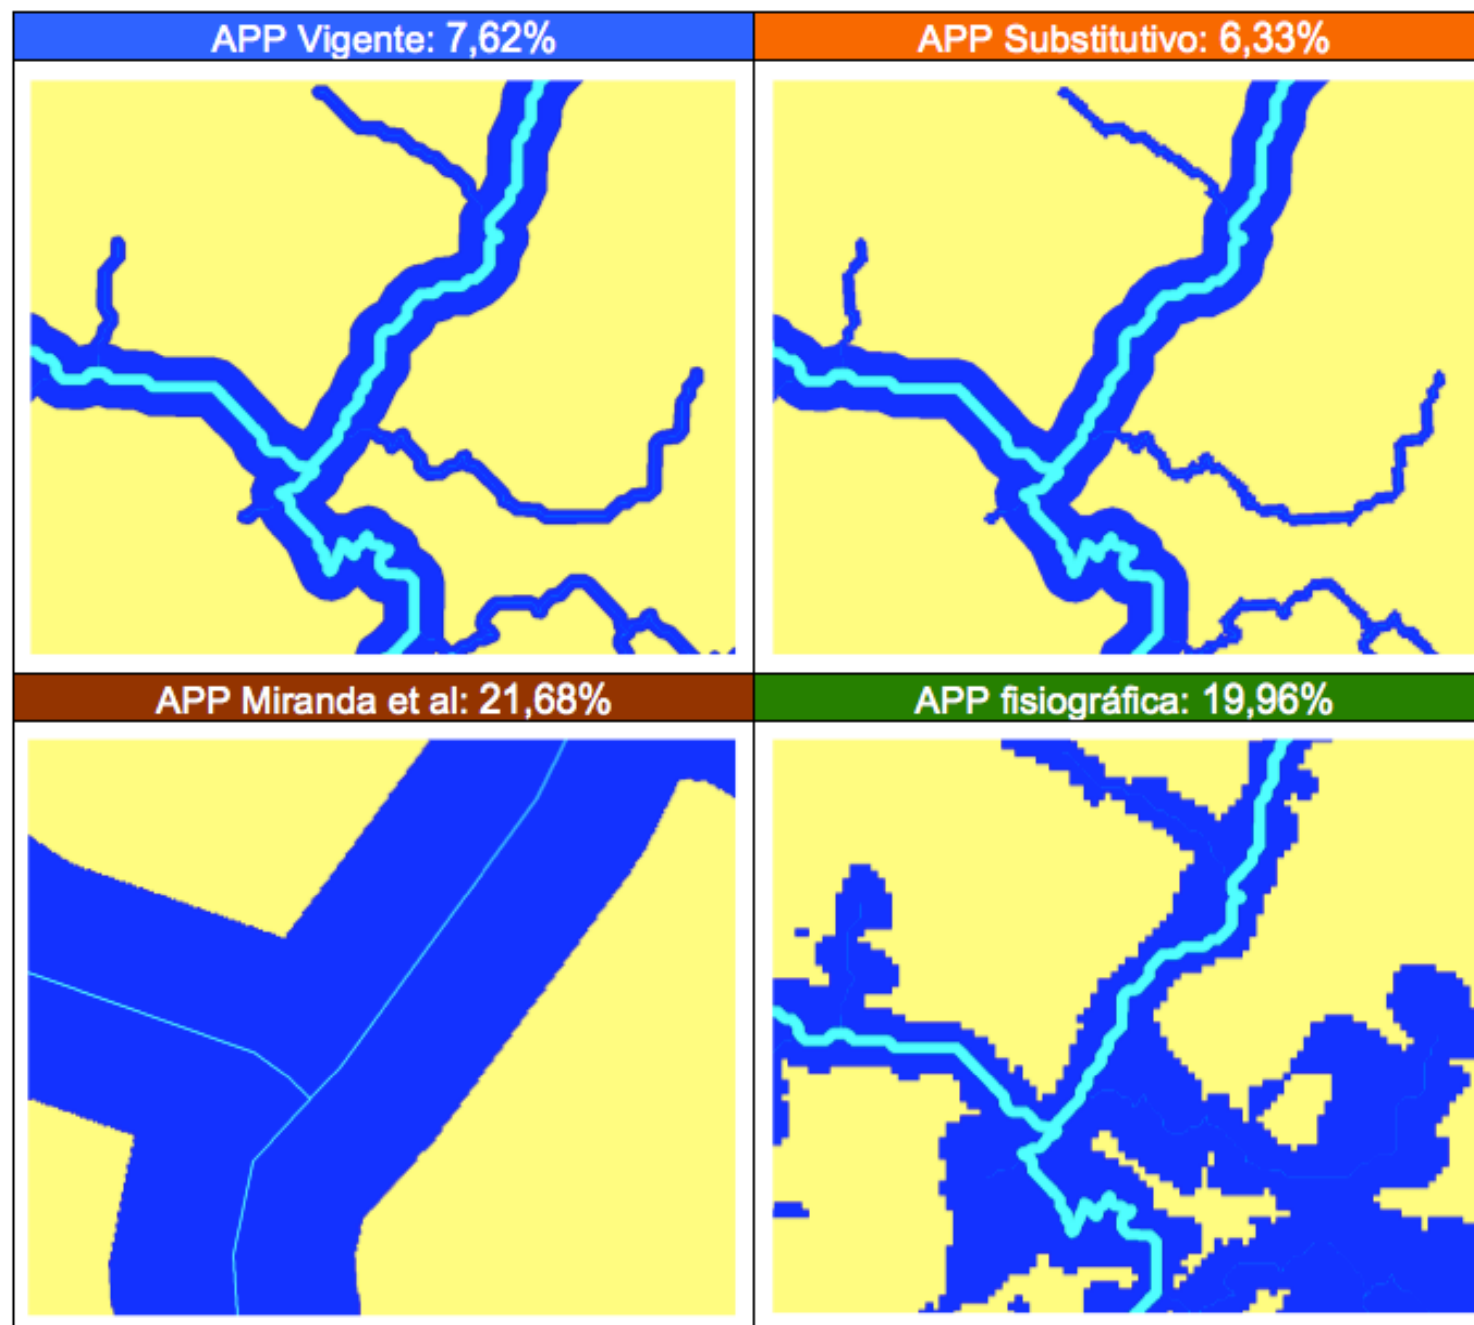 APP Vigente: 7,62%
APP Substitutivo: 6,33%
APP Miranda et al: 21,68%
APP fisiográfica: 19,96%